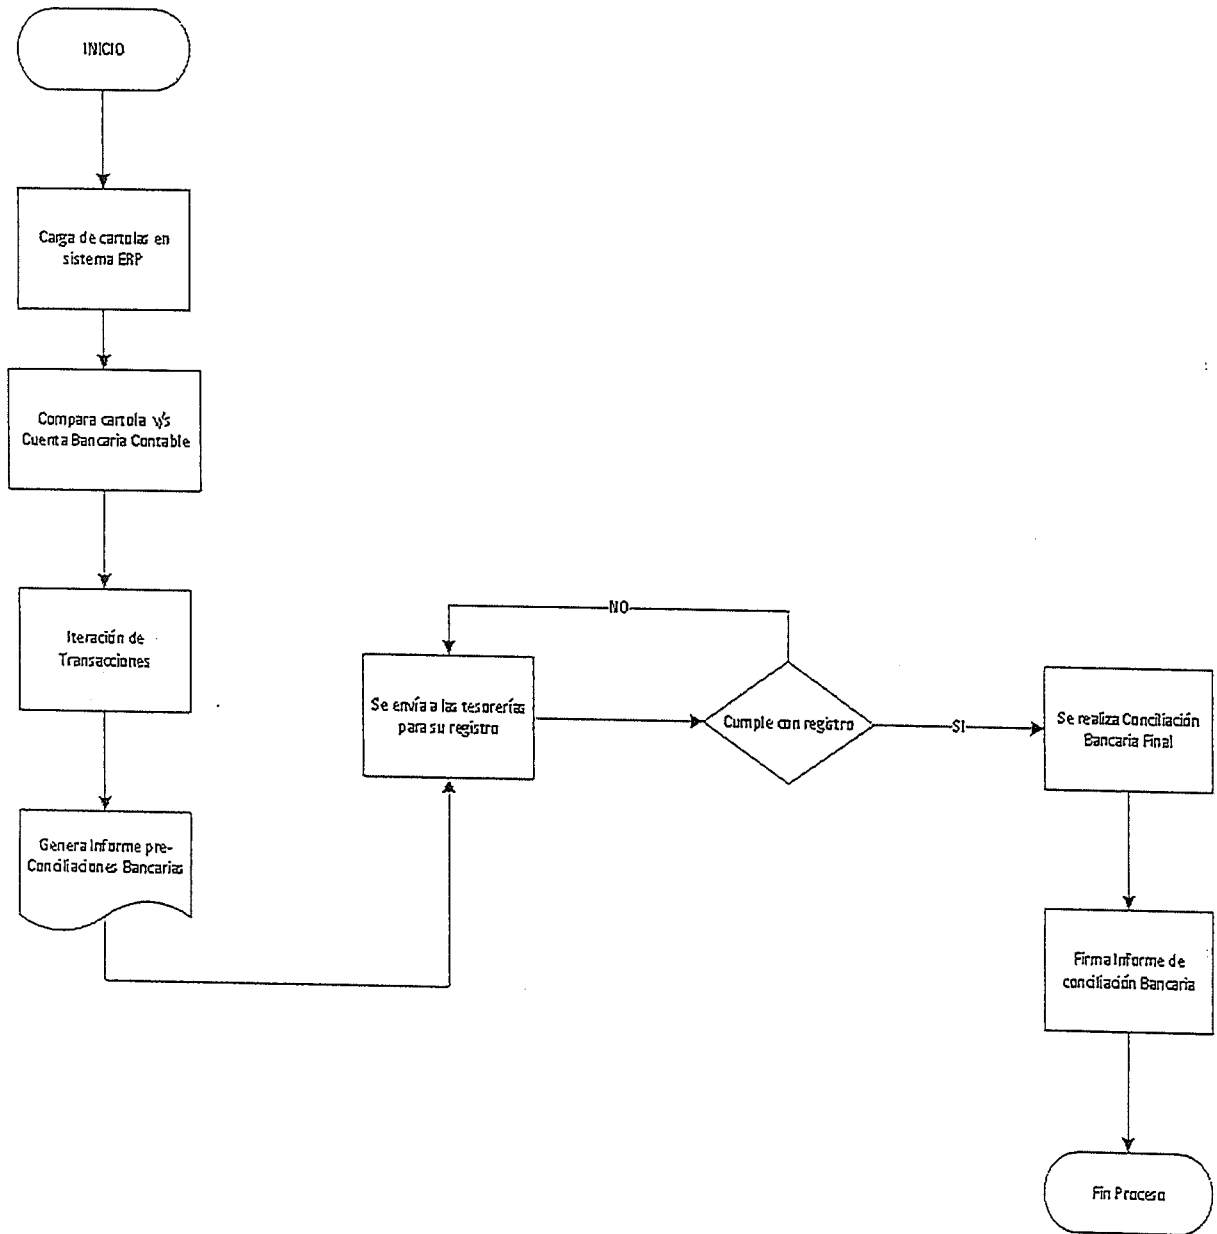 INICIO
Carga de cartolas en
sistema ERP
Compara cartola v/s
Cuenta Bancaria Contable
Iteración de
Transacciones
Genera Informe pre-
Conciliaciones Bancarias
NO
Se envía a las tesorerías
para su registro
Cumple con registro
SI
Se realiza Conciliación
Bancaria Final
Firma Informe de
conciliación Bancaria
Fin Proceso